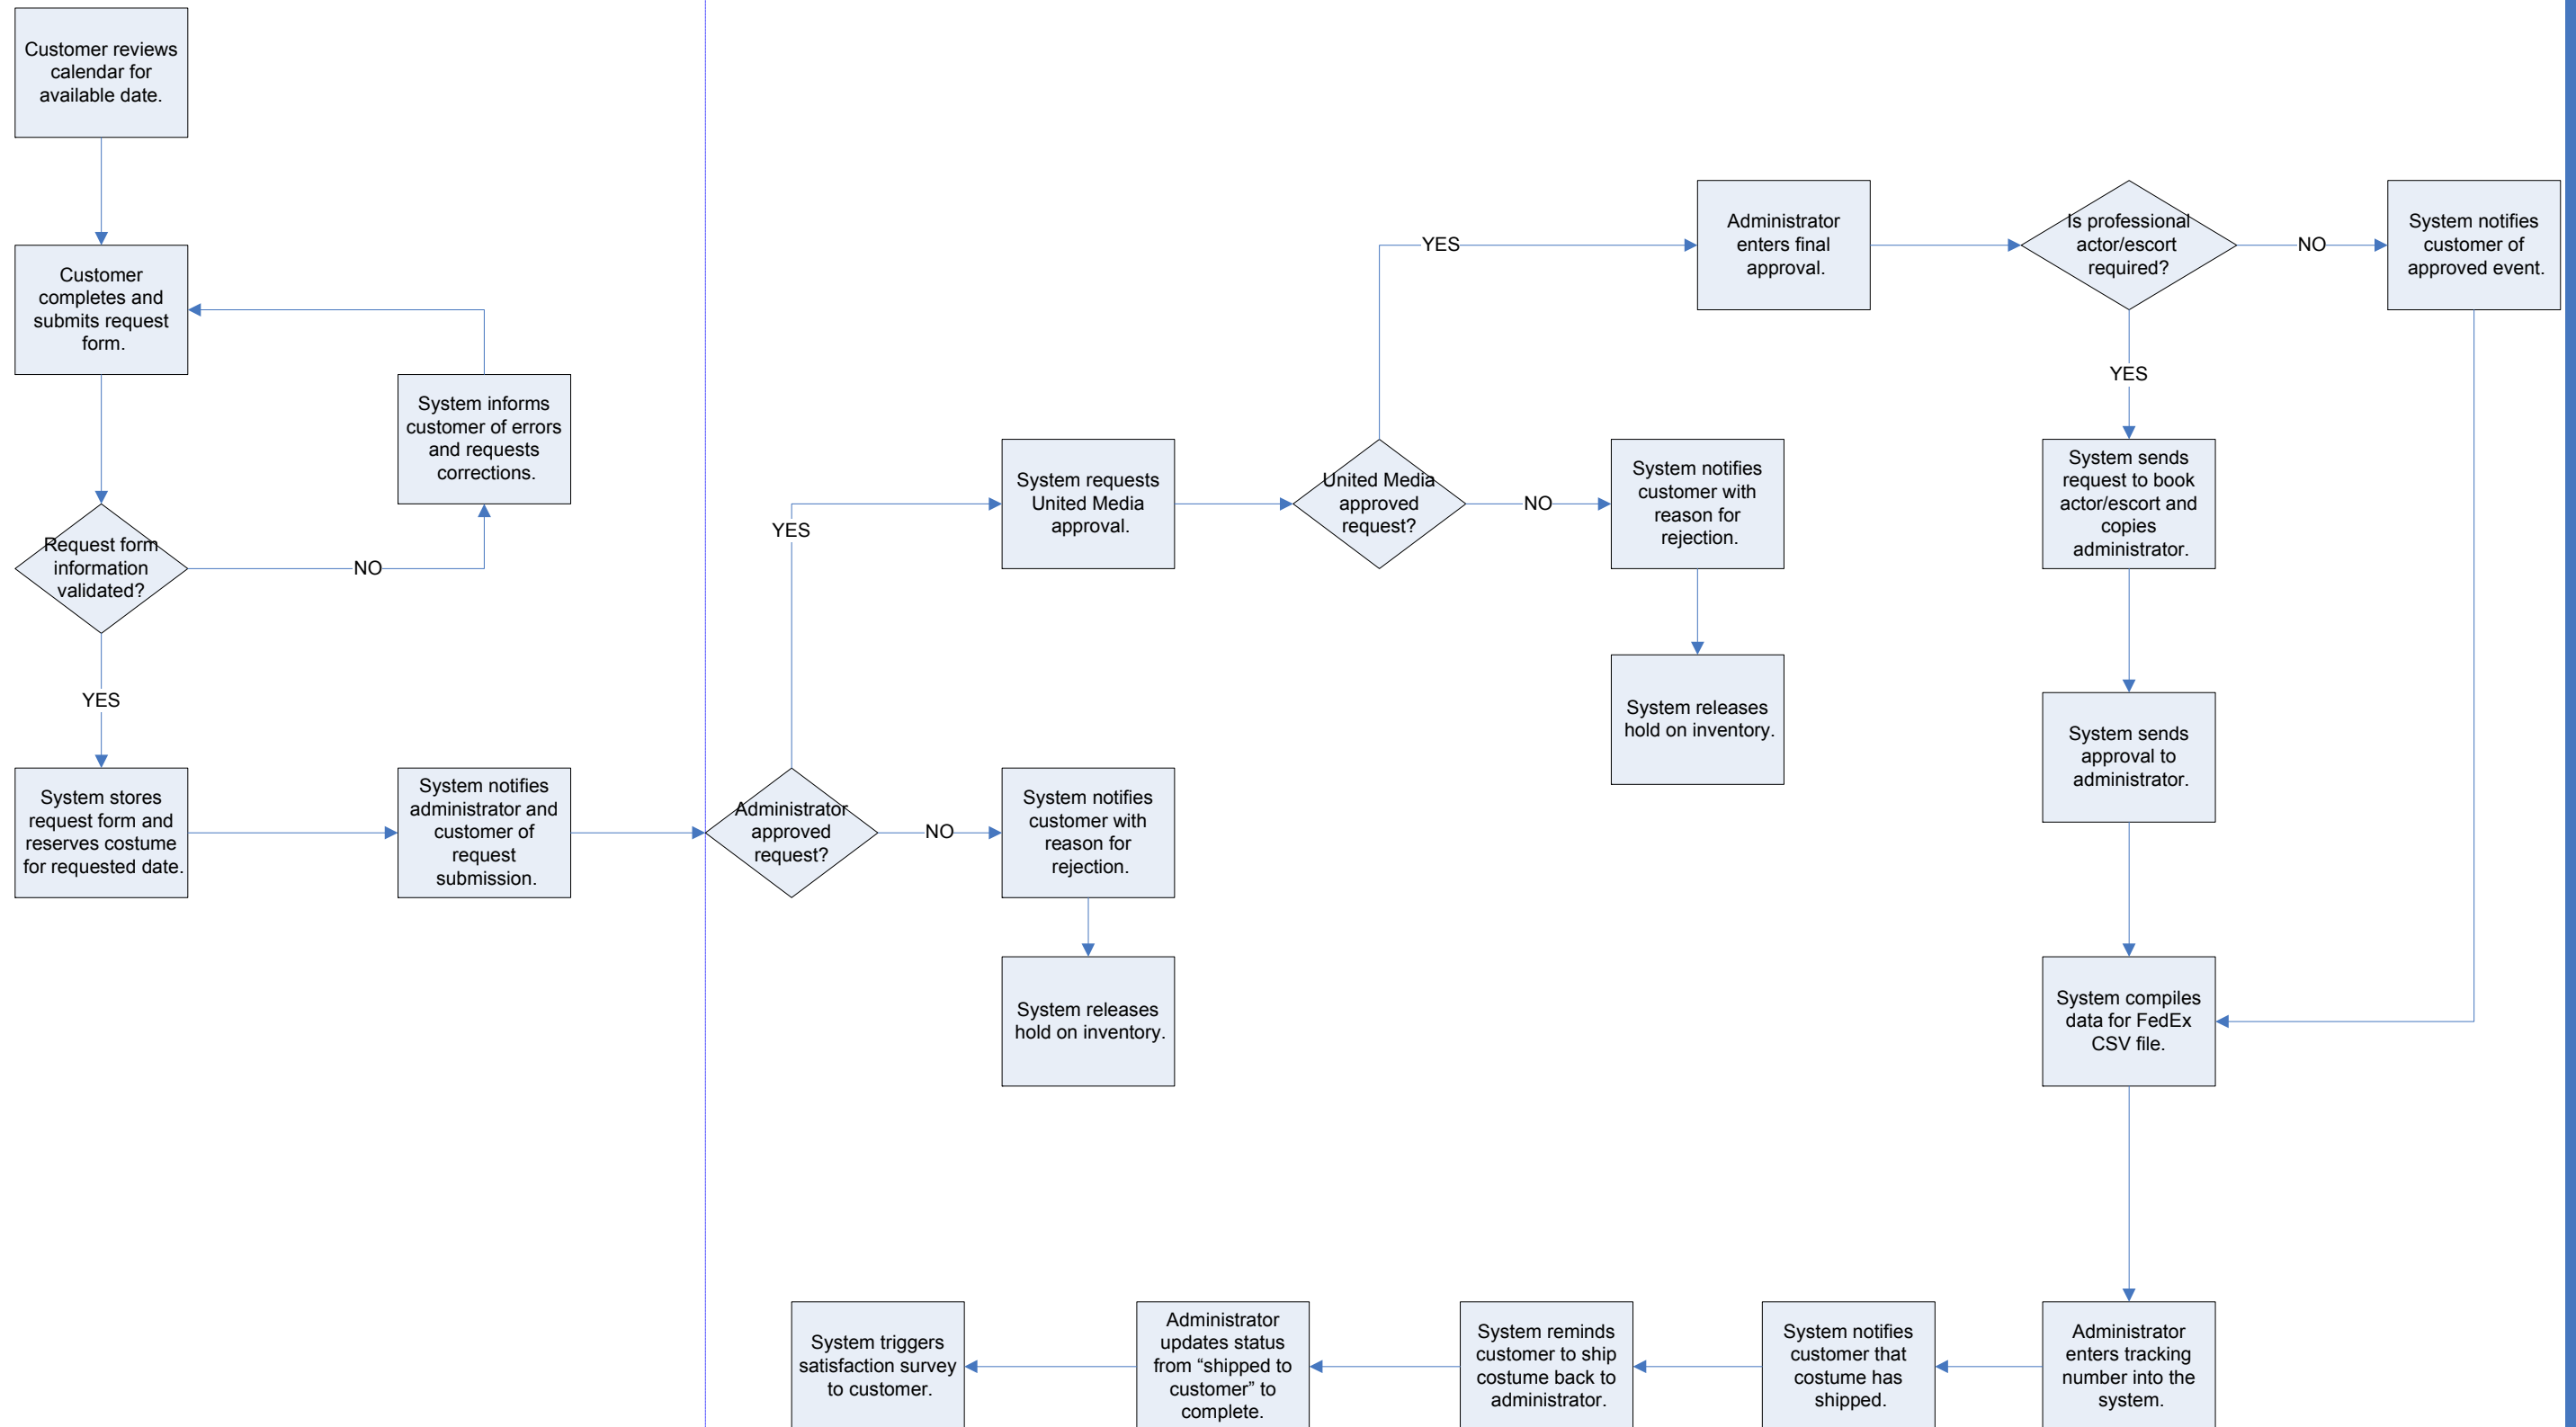 Customer reviews
calendar for
available date.
Customer
completes and
submits request
form.
System informs
customer of errors
and requests
corrections.
Request form
information
validated?
NO
YES
System stores
request form and
reserves costume
for requested date.
System notifies
administrator and
customer of
request
submission.
Administrator
approved
request?
YES
NO
System notifies
customer with
reason for
rejection.
System releases
hold on inventory.
System requests
United Media
approval.
United Media
approved
request?
YES
NO
System notifies
customer with
reason for
rejection.
System releases
hold on inventory.
Administrator
enters final
approval.
Is professional
actor/escort
required?
NO
System notifies
customer of
approved event.
YES
System sends
request to book
actor/escort and
copies
administrator.
System sends
approval to
administrator.
System compiles
data for FedEx
CSV file.
Administrator
enters tracking
number into the
system.
System notifies
customer that
costume has
shipped.
System reminds
customer to ship
costume back to
administrator.
Administrator
updates status
from “shipped to
customer” to
complete.
System triggers
satisfaction survey
to customer.